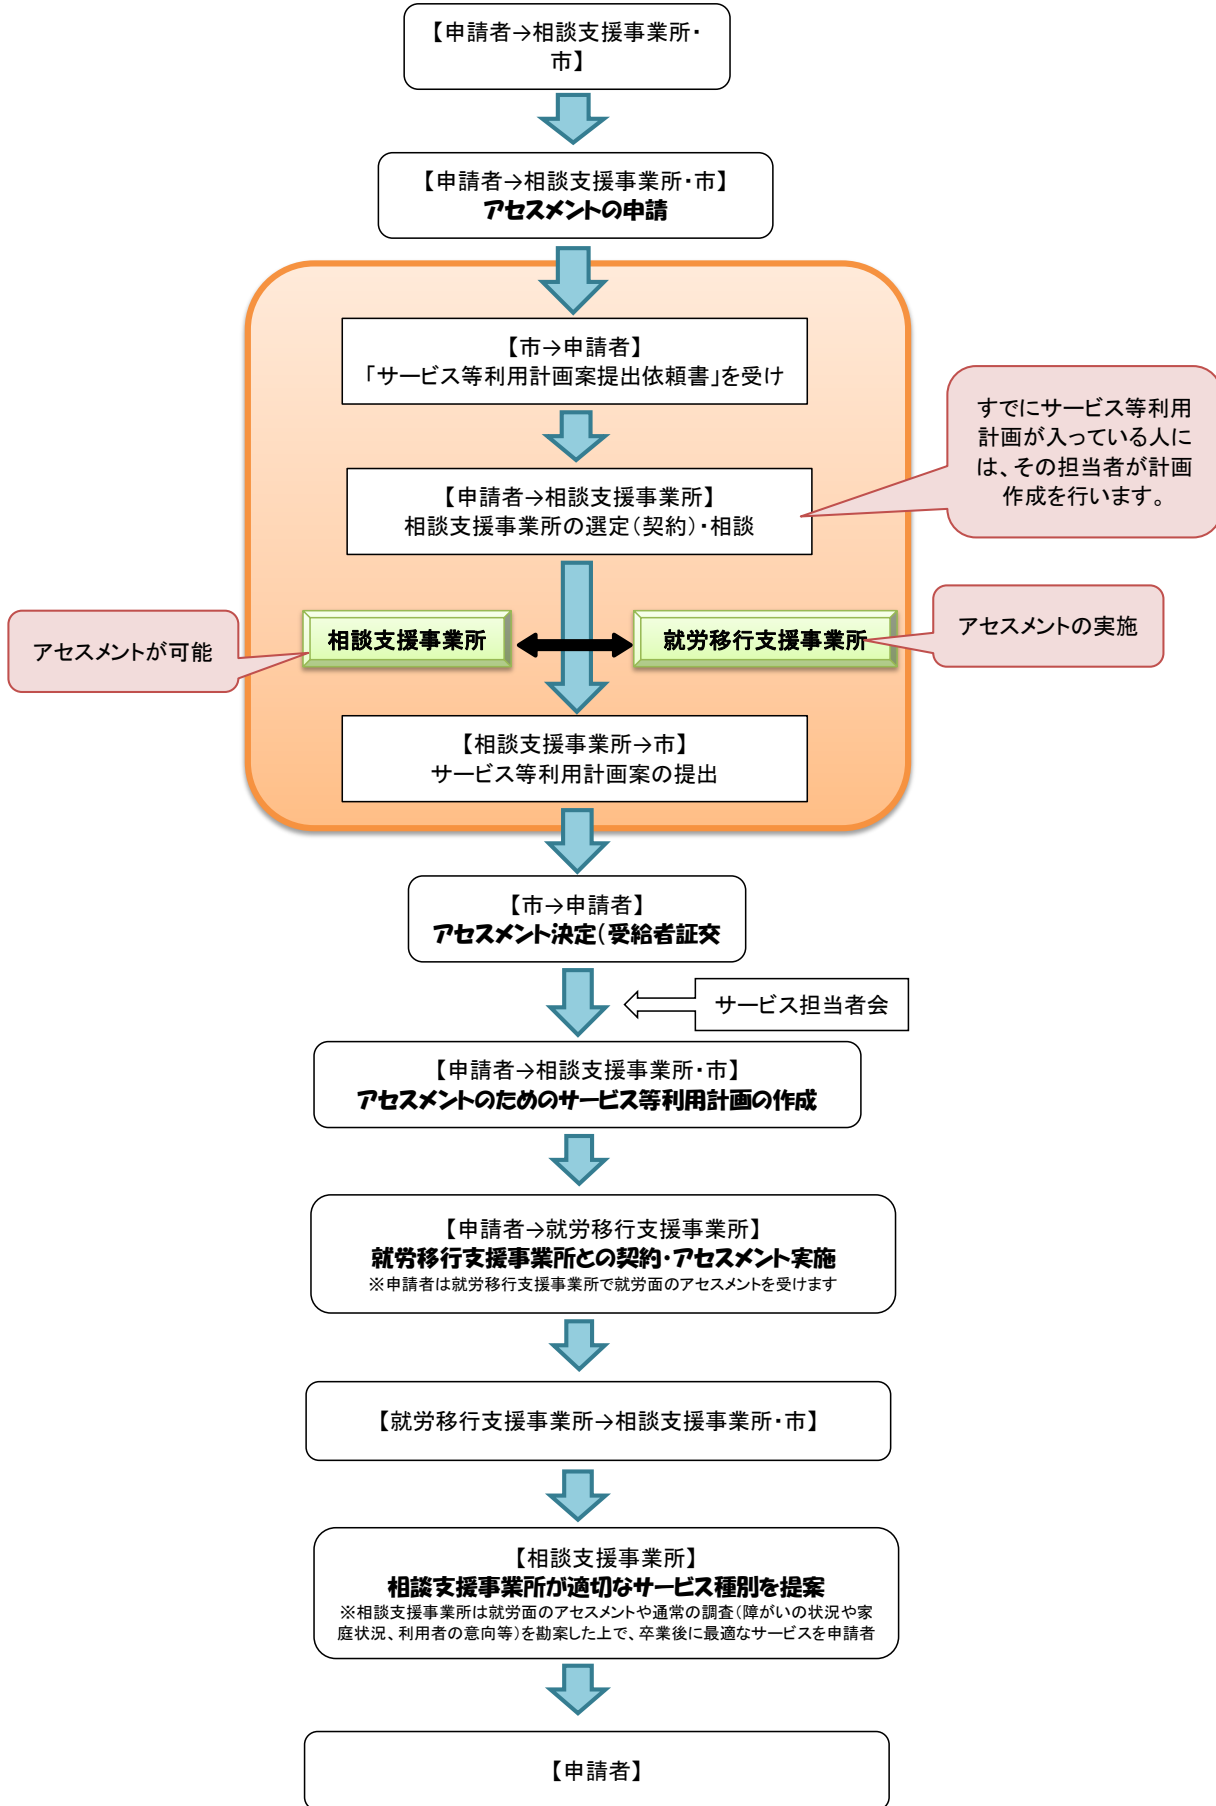 【申請者→相談支援事業所・
市】
【申請者→相談支援事業所・市】
アセスメントの申請
【市→申請者】
「サービス等利用計画案提出依頼書」を受け
すでにサービス等利用
計画が入っている人に
は、その担当者が計画
作成を行います。
【申請者→相談支援事業所】
相談支援事業所の選定（契約）・相談
アセスメントが可能
相談支援事業所
就労移行支援事業所
アセスメントの実施
【相談支援事業所→市】
サービス等利用計画案の提出
【市→申請者】
アセスメント決定（受給者証交
サービス担当者会
【申請者→相談支援事業所・市】
アセスメントのためのサービス等利用計画の作成
【申請者→就労移行支援事業所】
就労移行支援事業所との契約・アセスメント実施
※申請者は就労移行支援事業所で就労面のアセスメントを受けます
【就労移行支援事業所→相談支援事業所・市】
【相談支援事業所】
相談支援事業所が適切なサービス種別を提案
※相談支援事業所は就労面のアセスメントや通常の調査（障がいの状況や家
庭状況、利用者の意向等）を勘案した上で、卒業後に最適なサービスを申請者
【申請者】